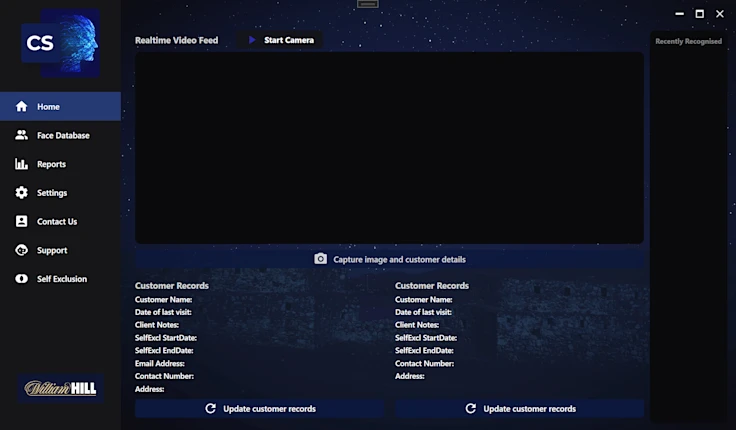 CS
Home
Face Database
Reports
Settings
Contact Us
Support
Self Exclusion
William HILL
Realtime Video Feed
Start Camera
Capture image and customer details
Customer Records
Customer Name:
Date of last visit:
Client Notes:
SelfExcl StartDate:
SelfExcl EndDate:
Email Address:
Contact Number:
Address:
Update customer records
Customer Records
Customer Name:
Date of last visit:
Client Notes:
SelfExcl StartDate:
SelfExcl EndDate:
Contact Number:
Address:
Update customer records
Recently Recognised